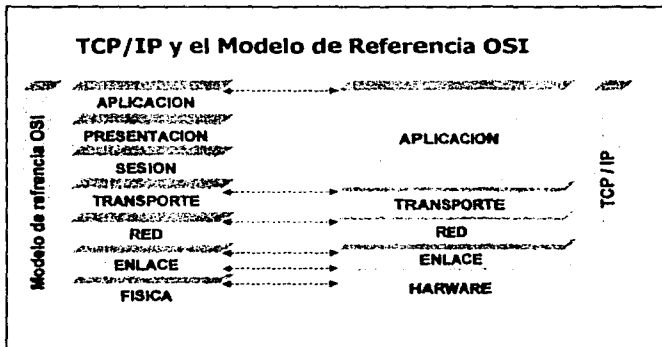 TCP/IP y el Modelo de Referencia OSI
Modelo de refrencia OSI
APLICACION
PRESENTACION
SESION
TRANSPORTE
RED
ENLACE
FISICA
APLICACION
TRANSPORTE
RED
ENLACE
HARWARE
TCP / IP